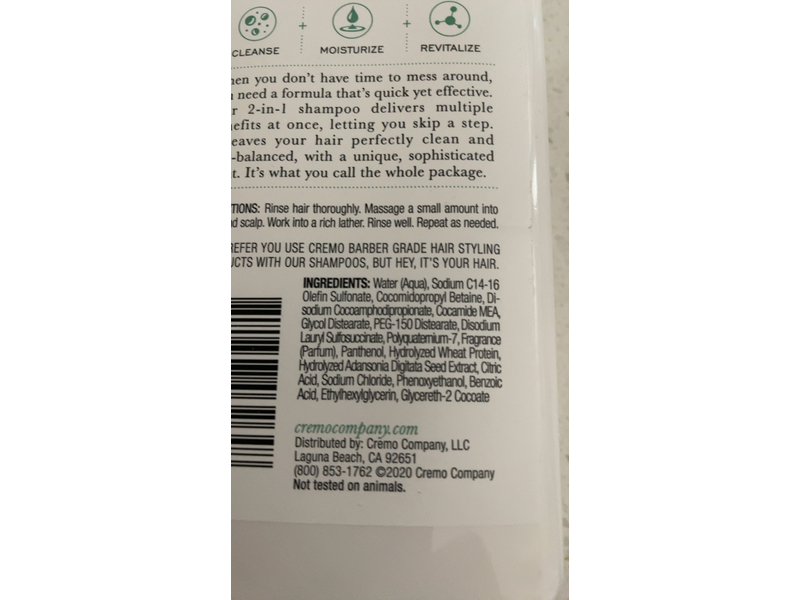 CLEANSE + MOISTURIZE + REVITALIZE
en you don't have time to mess around,
need a formula that's quick yet effective.
r 2-in-1 shampoo delivers multiple
efits at once, letting you skip a step.
eaves your hair perfectly clean and
-balanced, with a unique, sophisticated
t. It's what you call the whole package.
TIONS: Rinse hair thoroughly. Massage a small amount into
d scalp. Work into a rich lather. Rinse well. Repeat as needed.
REFER YOU USE CREMO BARBER GRADE HAIR STYLING
UCTS WITH OUR SHAMPOOS, BUT HEY, IT'S YOUR HAIR.
INGREDIENTS: Water (Aqua), Sodium C14-16
Olefin Sulfonate, Cocomidopropyl Betaine, Di-
sodium Cocoamphodipropionate, Cocamide MEA,
Glycol Distearate, PEG-150 Distearate, Disodium
Lauryl Sulfosuccinate, Polyquaternium-7, Fragrance
(Parfum), Panthenol, Hydrolyzed Wheat Protein,
Hydrolyzed Adansonia Digitata Seed Extract, Citric
Acid, Sodium Chloride, Phenoxyethanol, Benzoic
Acid, Ethylhexylglycerin, Glycereth-2 Cocoate
cremocompany.com
Distributed by: Cremo Company, LLC
Laguna Beach, CA 92651
(800) 853-1762 ©2020 Cremo Company
Not tested on animals.